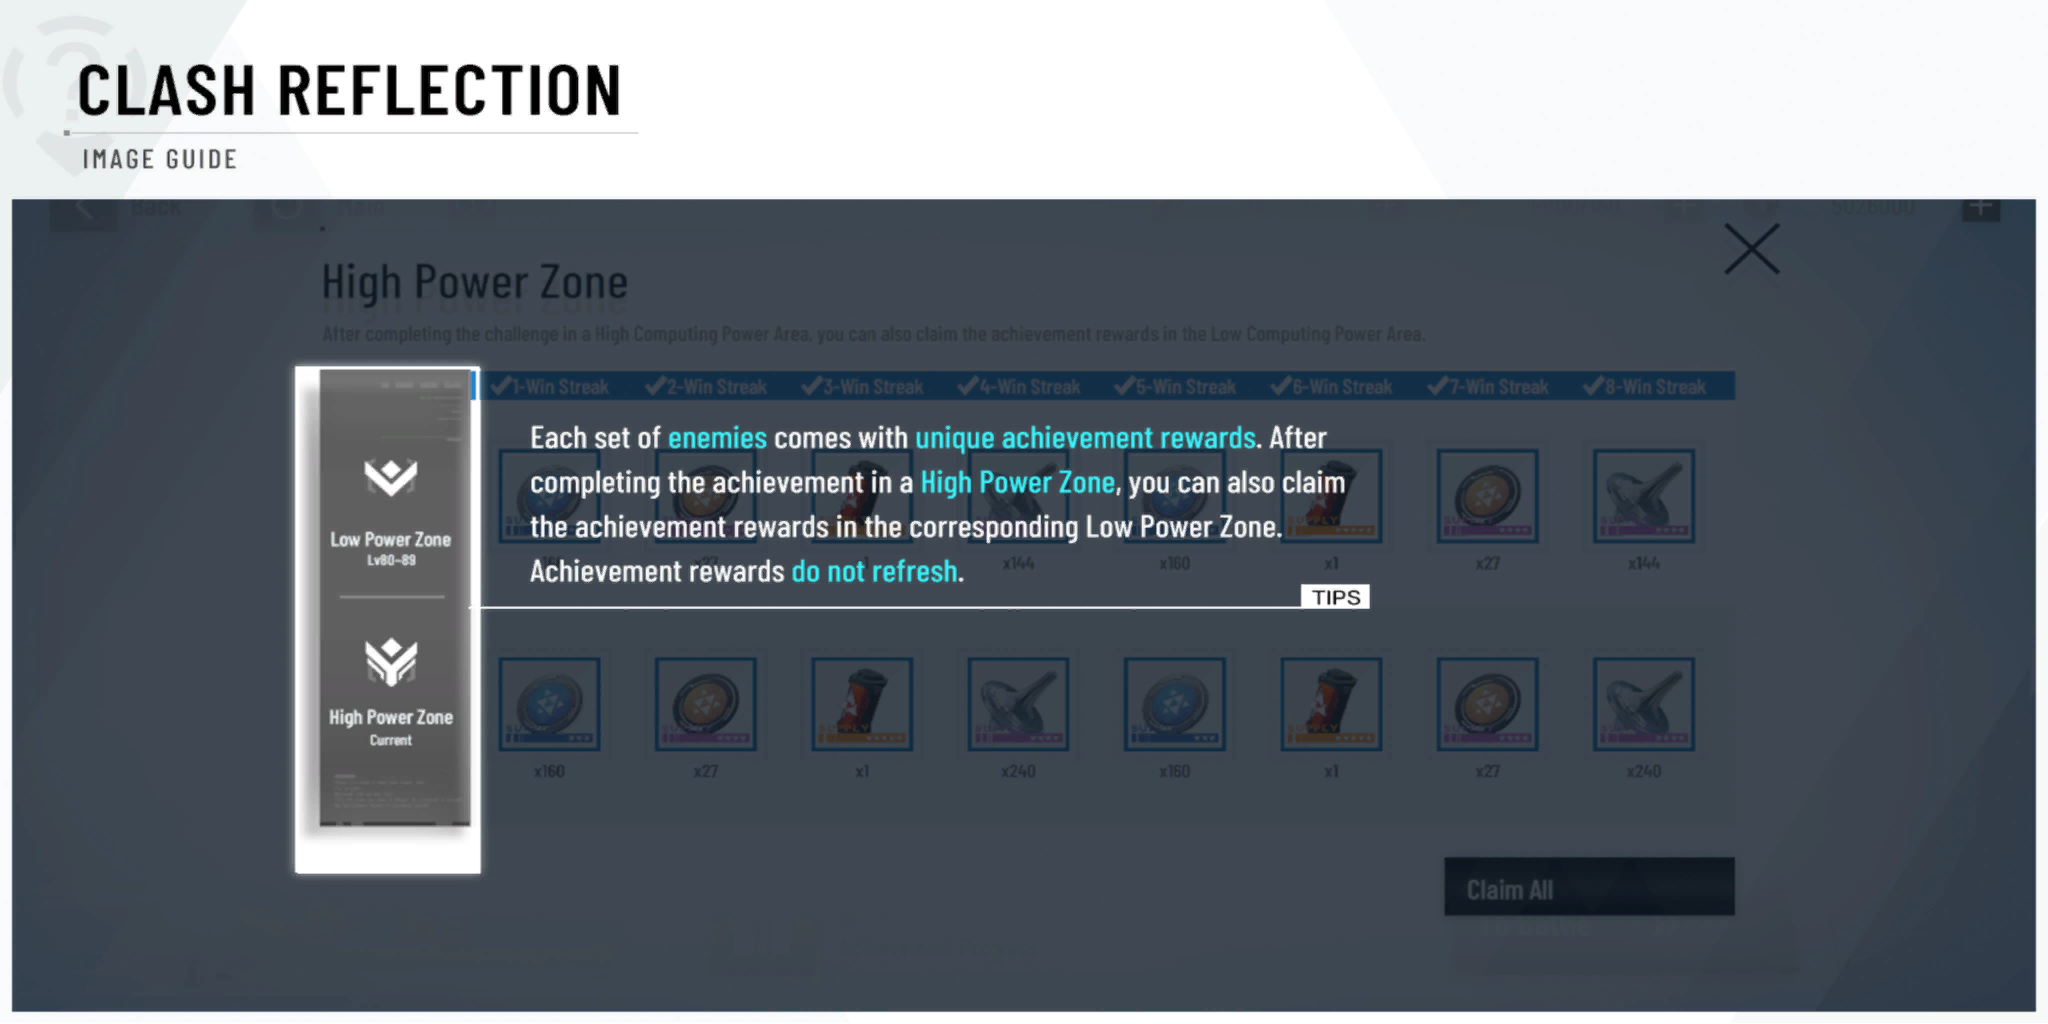 CLASH REFLECTION
IMAGE GUIDE
Back
High Power Zone
After completing the challenge in a High Computing Power Area, you can also claim the achievement rewards in the Low Computing Power Area.
1-Win Streak 2-Win Streak 3-Win Streak 4-Win Streak 5-Win Streak 6-Win Streak 7-Win Streak 8-Win Streak
Each set of enemies comes with unique achievement rewards. After
completing the achievement in a High Power Zone, you can also claim
the achievement rewards in the corresponding Low Power Zone.
Achievement rewards do not refresh.
TIPS
Low Power Zone
Lv80-89
High Power Zone
Current
x144 x160 x1 x27 x144
x160 x27 x1 x240 x160 x1 x27 x240
Claim All